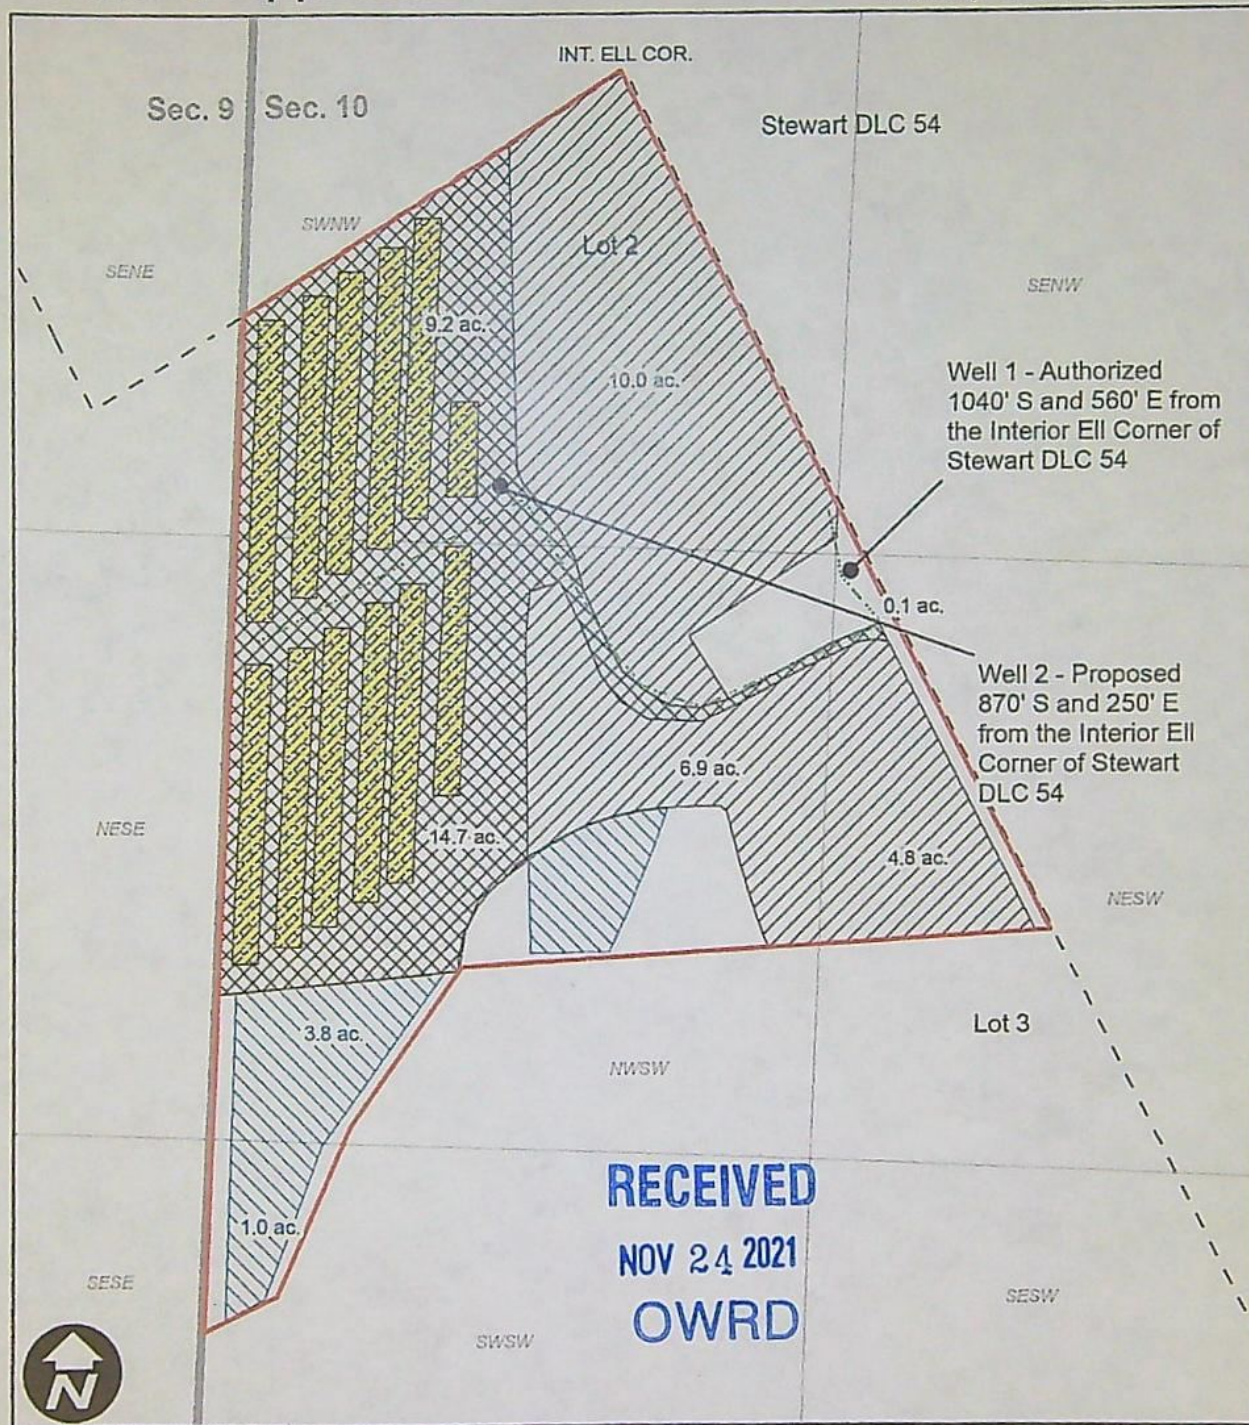 INT. ELL COR.
Sec. 9
Sec. 10
Stewart DLC 54
SWNW
SENE
Lot 2
SENW
9.2 ac.
10.0 ac.
Well 1 - Authorized
1040' S and 560' E from
the Interior Ell Corner of
Stewart DLC 54
0.1 ac.
Well 2 - Proposed
870' S and 250' E
from the Interior Ell
Corner of Stewart
DLC 54
6.9 ac.
NESE
14.7 ac.
4.8 ac.
NESW
3.8 ac.
Lot 3
NWSW
RECEIVED
NOV 24 2021
OWRD
1.0 ac.
SESE
SESW
SWSW
N